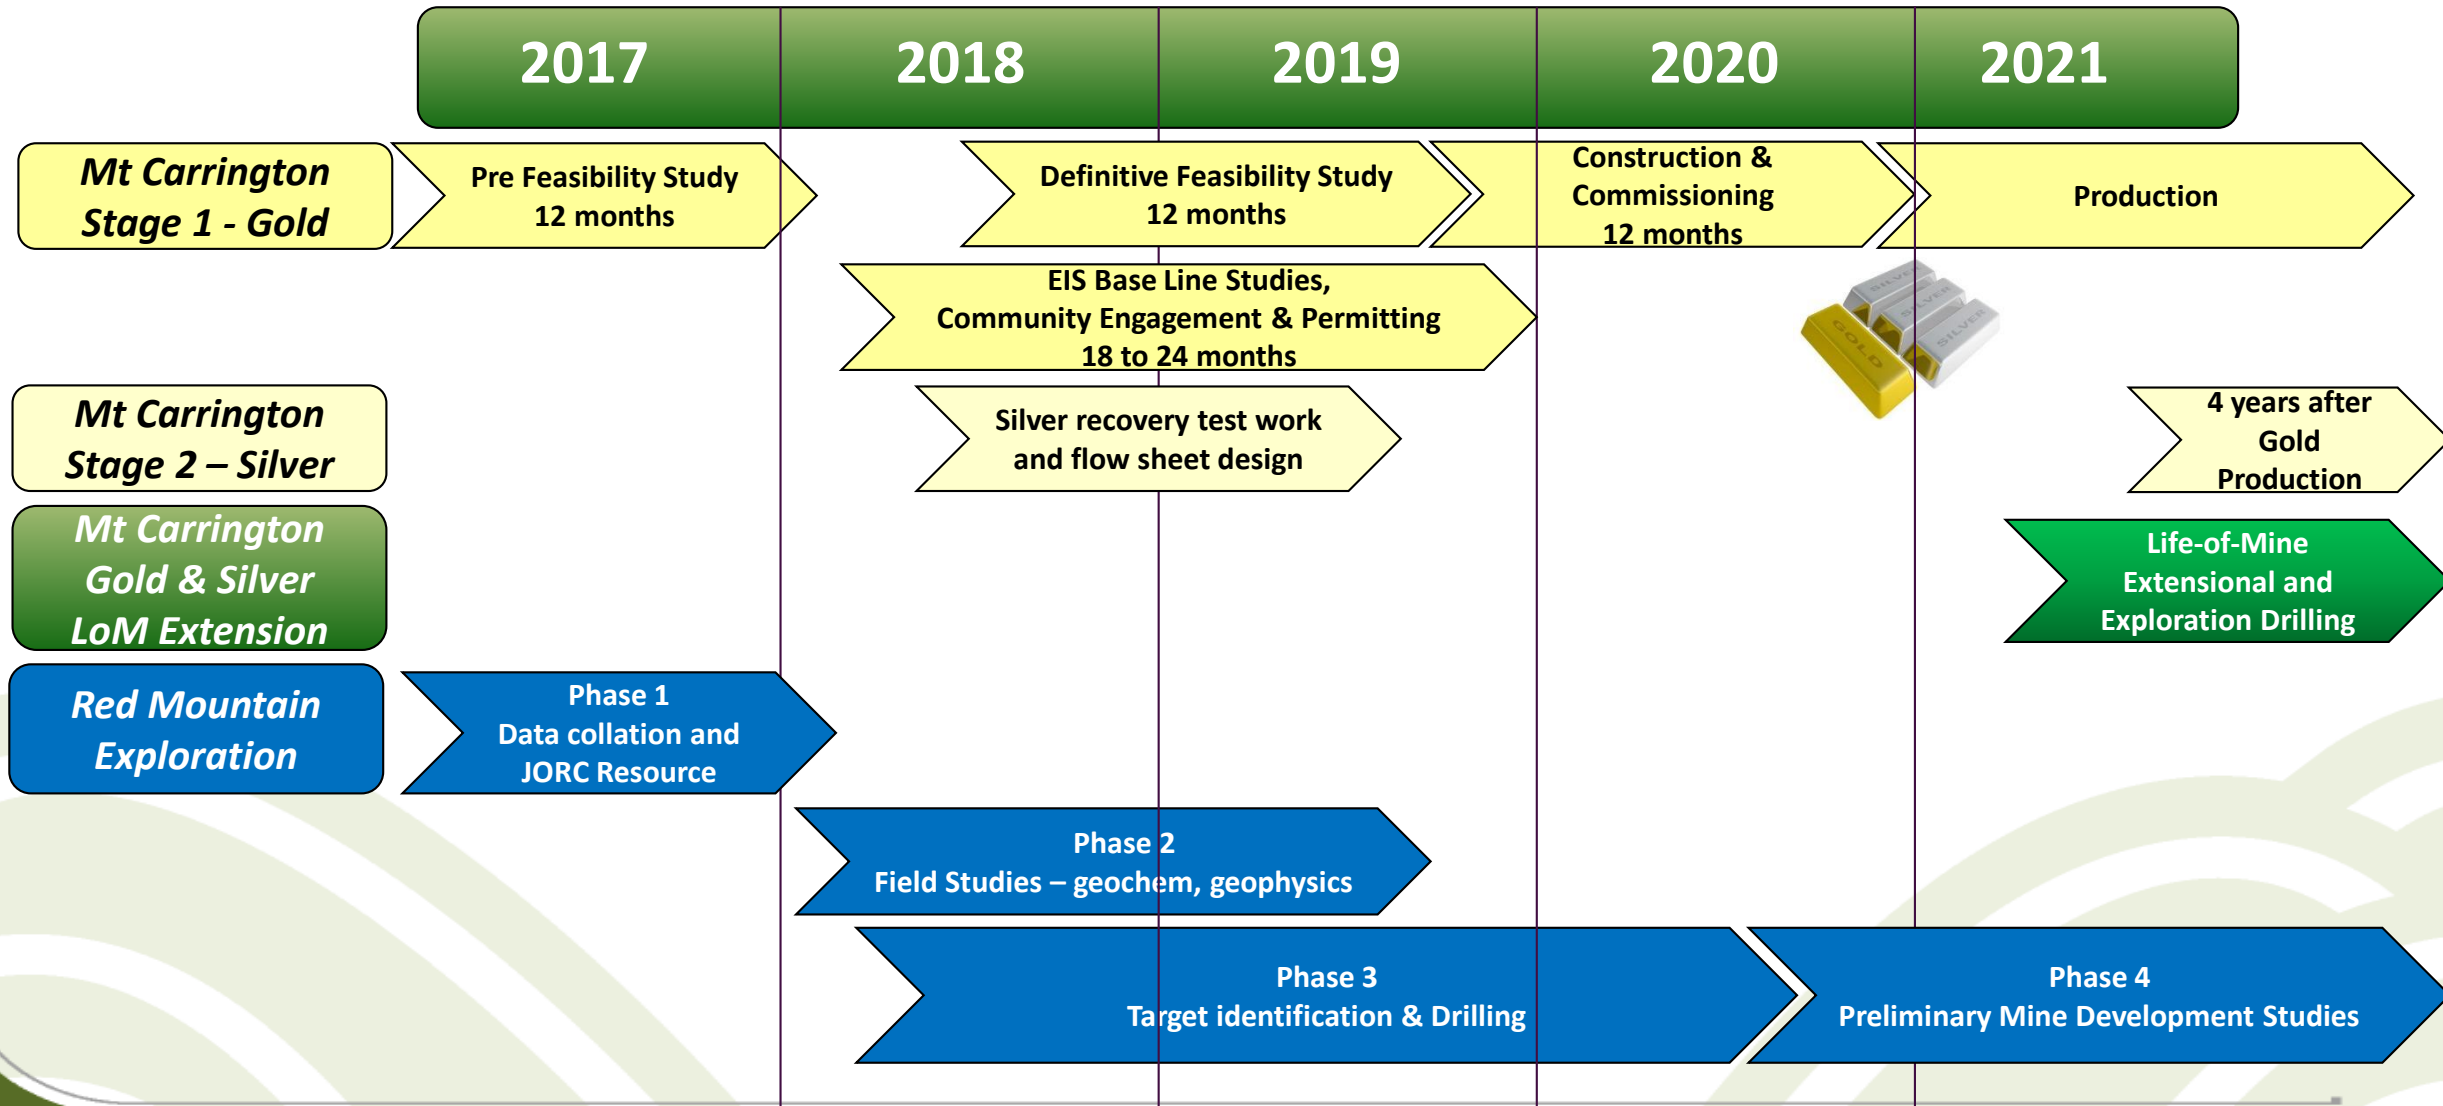 2017
2018
2019
2020
2021
Mt Carrington
Stage 1 - Gold
Pre Feasibility Study
12 months
Definitive Feasibility Study
12 months
Construction &
Commissioning
12 months
Production
EIS Base Line Studies,
Community Engagement & Permitting
18 to 24 months
SILVER
SILVER
SILVER
GOLD
Mt Carrington
Stage 2 – Silver
Silver recovery test work
and flow sheet design
4 years after
Gold
Production
Mt Carrington
Gold & Silver
LoM Extension
Life-of-Mine
Extensional and
Exploration Drilling
Red Mountain
Exploration
Phase 1
Data collation and
JORC Resource
Phase 2
Field Studies – geochem, geophysics
Phase 3
Target identification & Drilling
Phase 4
Preliminary Mine Development Studies